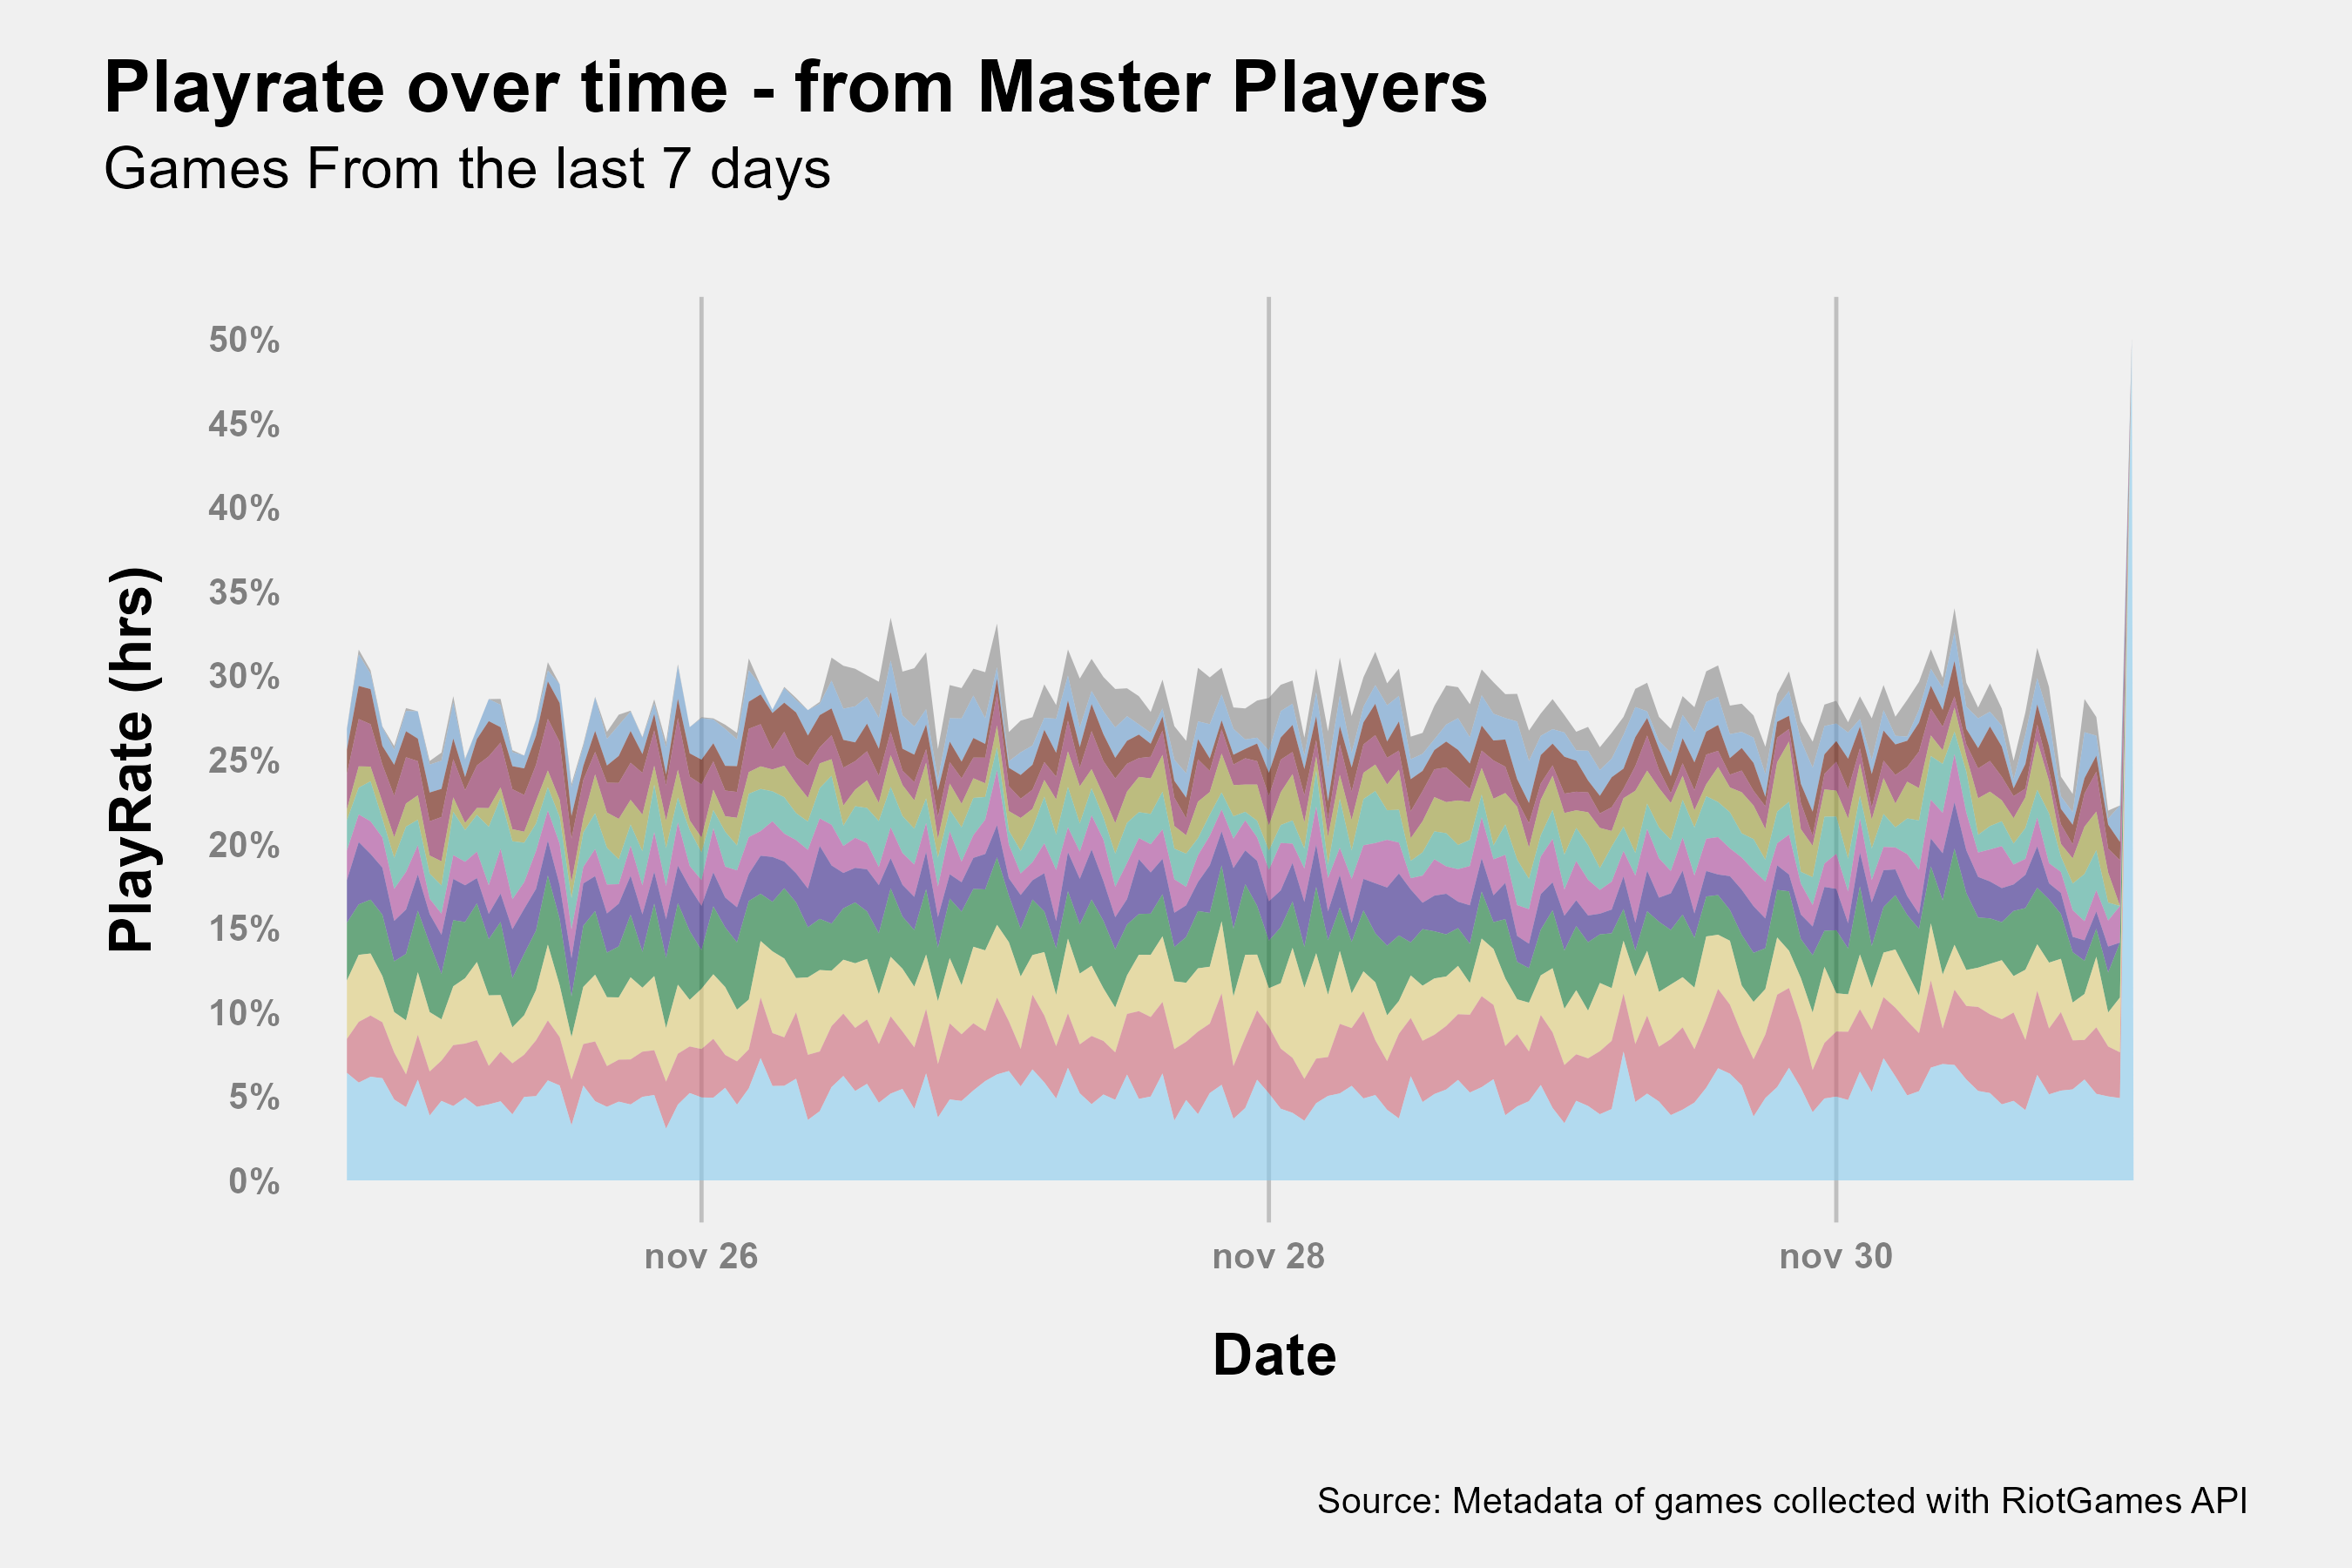 Playrate over time - from Master Players
Games From the last 7 days
PlayRate (hrs)
50%
45%
40%
35%
30%
25%
20%
15%
10%
5%
0%
nov 26
nov 28
nov 30
Date
Source: Metadata of games collected with RiotGames API